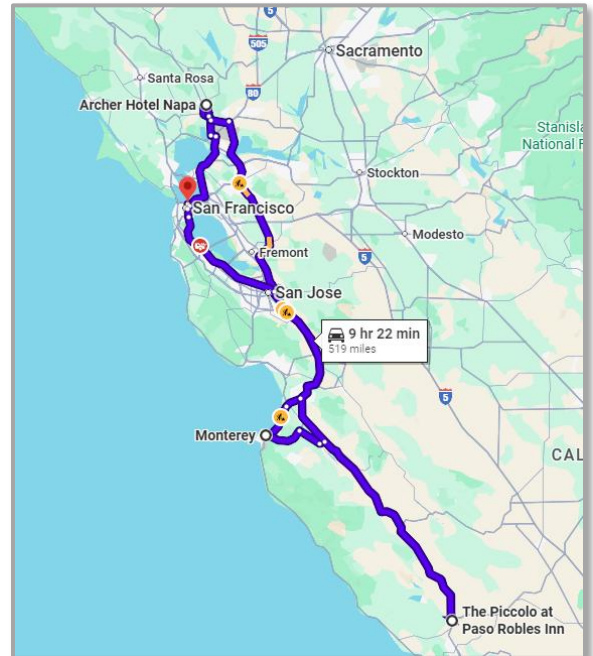 505
Sacramento
Santa Rosa
80
Archer Hotel Napa
Stanisla
National F
Stockton
San Francisco
Modesto
Fremont
5
San Jose
9 hr 22 min
519 miles
5
Monterey
CAL
The Piccolo at
Paso Robles Inn